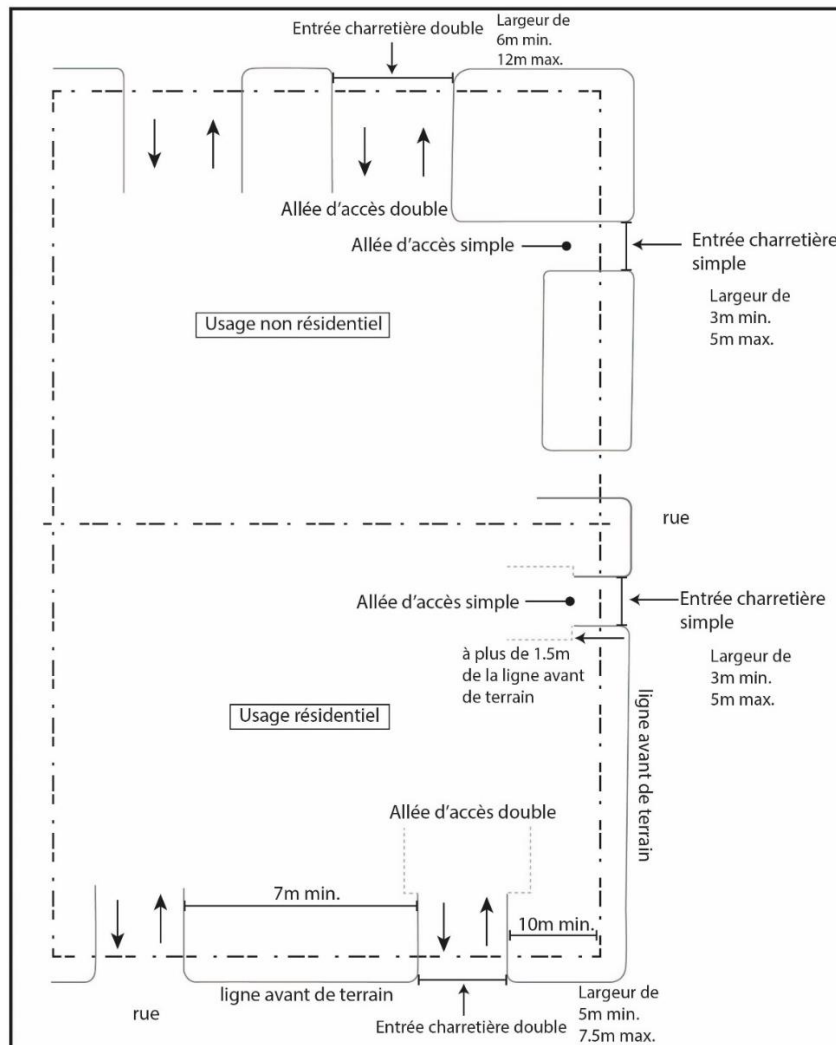 Entrée charretière double
Largeur de
6m min.
12m max.
Allée d'accès double
Allée d'accès simple
Entrée charretière
simple
Largeur de
3m min.
5m max.
Usage non résidentiel
rue
Allée d'accès simple
Entrée charretière
simple
Largeur de
3m min.
5m max.
à plus de 1.5m
de la ligne avant
de terrain
ligne avant de terrain
Usage résidentiel
Allée d'accès double
7m min.
10m min.
ligne avant de terrain
rue
Entrée charretière double
Largeur de
5m min.
7.5m max.